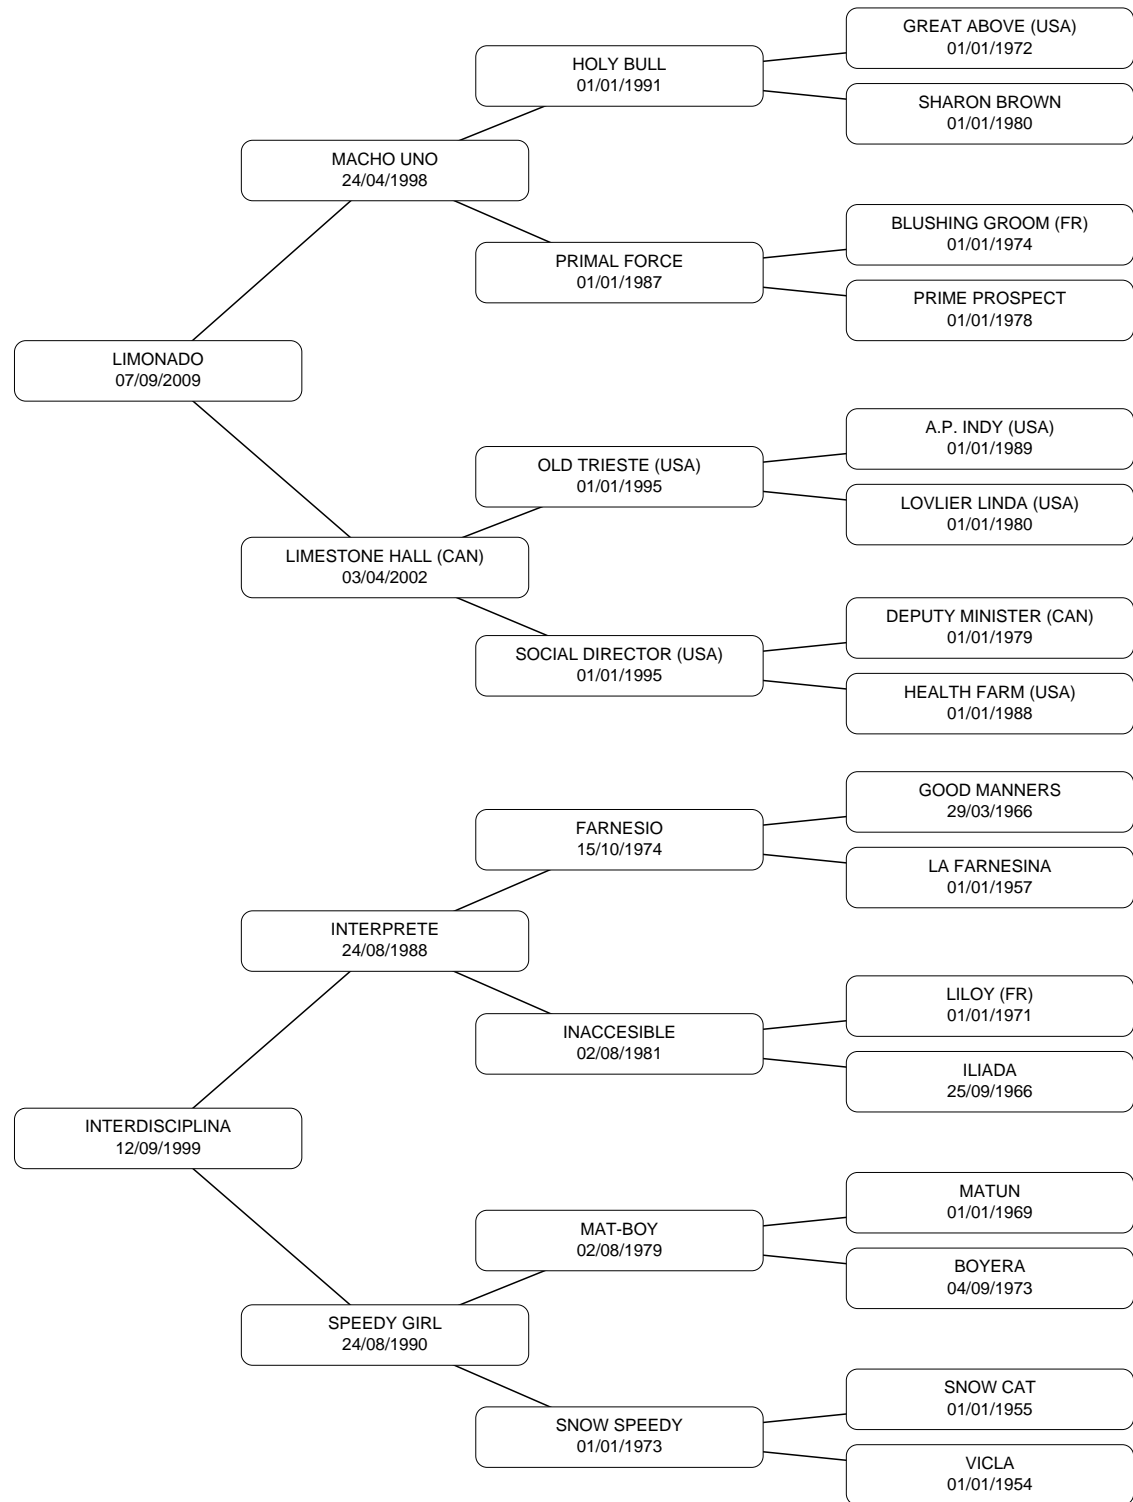 GREAT ABOVE (USA)
01/01/1972
HOLY BULL
01/01/1991
SHARON BROWN
01/01/1980
MACHO UNO
24/04/1998
BLUSHING GROOM (FR)
01/01/1974
PRIMAL FORCE
01/01/1987
PRIME PROSPECT
01/01/1978
LIMONADO
07/09/2009
A.P. INDY (USA)
01/01/1989
OLD TRIESTE (USA)
01/01/1995
LOVLIER LINDA (USA)
01/01/1980
LIMESTONE HALL (CAN)
03/04/2002
DEPUTY MINISTER (CAN)
01/01/1979
SOCIAL DIRECTOR (USA)
01/01/1995
HEALTH FARM (USA)
01/01/1988
GOOD MANNERS
29/03/1966
FARNESIO
15/10/1974
LA FARNESINA
01/01/1957
INTERPRETE
24/08/1988
LILOY (FR)
01/01/1971
INACCESIBLE
02/08/1981
ILIADA
25/09/1966
INTERDISCIPLINA
12/09/1999
MATUN
01/01/1969
MAT-BOY
02/08/1979
BOYERA
04/09/1973
SPEEDY GIRL
24/08/1990
SNOW CAT
01/01/1955
SNOW SPEEDY
01/01/1973
VICLA
01/01/1954